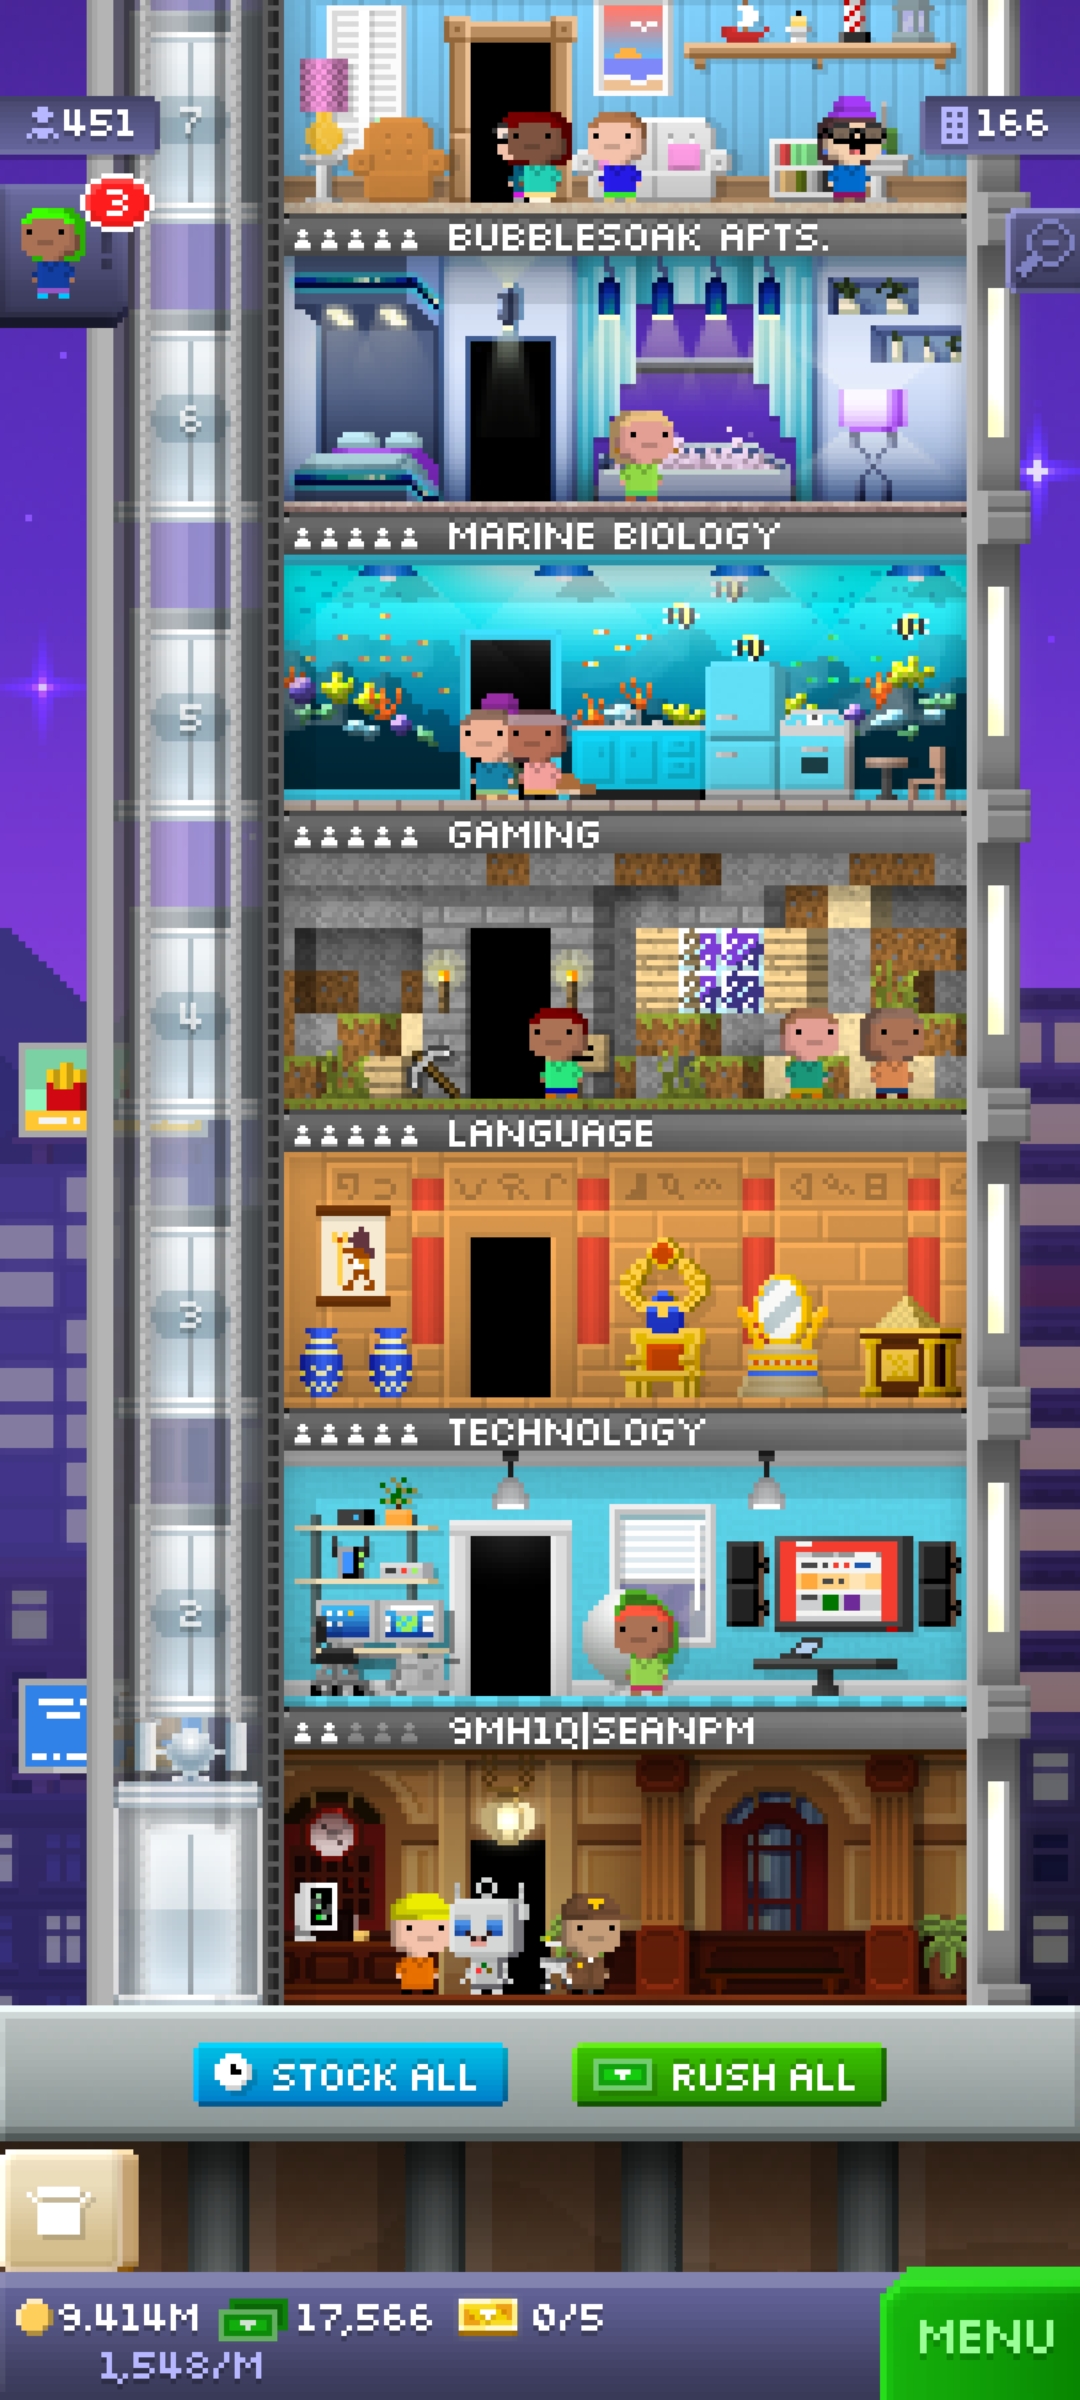 7
451
166
3
BUBBLESOAK APTS.
6
MARINE BIOLOGY
5
GAMING
4
LANGUAGE
3
TECHNOLOGY
2
9MH1Q|SEANPM
STOCK ALL
RUSH ALL
9.414M
17,566
0/5
MENU
1,548/M